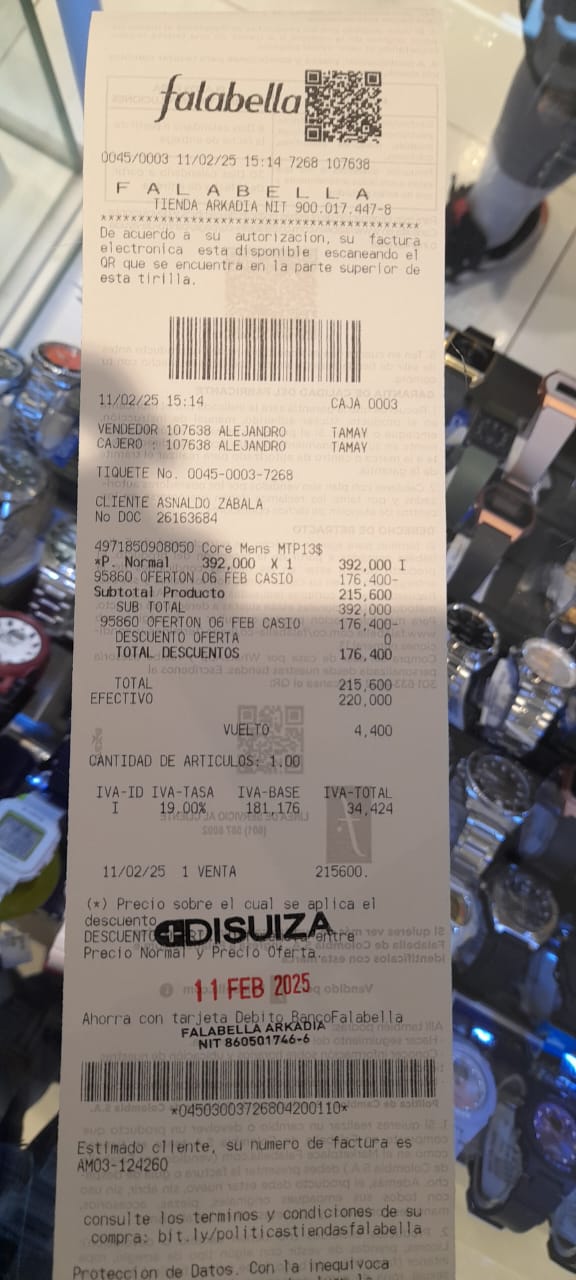 falabella
0045/0003 11/02/25 15:14 7268 107638
F A L A B E L L A
TIENDA ARKADIA NIT 900.017.447-8
******************************************
De acuerdo a su autorizacion, su factura
electronica esta disponible escaneando el
QR que se encuentra en la parte superior de
esta tirilla.
11/02/25 15:14 CAJA 0003
VENDEDOR 107638 ALEJANDRO TAMAY
CAJERO : 107638 ALEJANDRO TAMAY
TIQUETE No. 0045-0003-7268
CLIENTE ASNALDO ZABALA
No DOC 26163684
4971850908050 Core Mens MTP13$
*P. Normal 392,000 X 1 392,000 I
95860 OFERTON 06 FEB CASIO 176,400-
Subtotal Producto 215,600
SUB TOTAL 392,000
95860 OFERTON 06 FEB CASIO 176,400-
DESCUENTO OFERTA 0
TOTAL DESCUENTOS 176,400
TOTAL 215,600
EFECTIVO 220,000
VUELTO 4,400
CANTIDAD DE ARTICULOS: 1.00
IVA-ID IVA-TASA IVA-BASE IVA-TOTAL
I 19.00% 181,176 34,424
11/02/25 1 VENTA 215600.
(*) Precio sobre el cual se aplica el
descuento
DISUIZA
DESCUENTO entre
Precio Normal y Precio Oferta.
11 FEB 2025
Ahorra con tarjeta Debito BancoFalabella
FALABELLA ARKADIA
NIT 860501746-6
*04503003726804200110*
Estimado cliente, su numero de factura es
AM03-124260
consulte los terminos y condiciones de su
compra: bit.ly/politicastiendasfalabella
Proteccion de Datos. Con la inequivoca